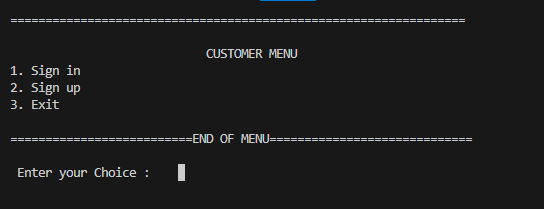 =================================================================
CUSTOMER MENU
1. Sign in
2. Sign up
3. Exit
==========================END OF MENU=============================
Enter your Choice :